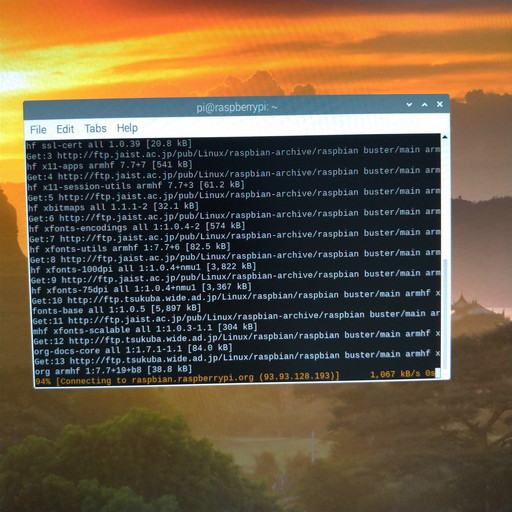 pi@raspberrypi: ~
File Edit Tabs Help
hf ssl-cert all 1.0.39 [20.8 kB]
Get:3 http://ftp.jaist.ac.jp/pub/Linux/raspbian-archive/raspbian buster/main arm
hf x11-apps armhf 7.7+7 [541 kB]
Get:4 http://ftp.jaist.ac.jp/pub/Linux/raspbian-archive/raspbian buster/main arm
hf x11-session-utils armhf 7.7+3 [61.2 kB]
Get:5 http://ftp.jaist.ac.jp/pub/Linux/raspbian-archive/raspbian buster/main arm
hf xbitmaps all 1.1.1-2 [32.1 kB]
Get:6 http://ftp.jaist.ac.jp/pub/Linux/raspbian-archive/raspbian buster/main arm
hf xfonts-encodings all 1:1.0.4-2 [574 kB]
Get:7 http://ftp.jaist.ac.jp/pub/Linux/raspbian-archive/raspbian buster/main arm
hf xfonts-utils armhf 1:7.7+6 [82.5 kB]
Get:8 http://ftp.jaist.ac.jp/pub/Linux/raspbian-archive/raspbian buster/main arm
hf xfonts-100dpi all 1:1.0.4+nmu1 [3,822 kB]
Get:9 http://ftp.jaist.ac.jp/pub/Linux/raspbian-archive/raspbian buster/main arm
hf xfonts-75dpi all 1:1.0.4+nmu1 [3,367 kB]
Get:10 http://ftp.tsukuba.wide.ad.jp/Linux/raspbian/raspbian buster/main armhf x
fonts-base all 1:1.0.5 [5,897 kB]
Get:11 http://ftp.jaist.ac.jp/pub/Linux/raspbian-archive/raspbian buster/main ar
mhf xfonts-scalable all 1:1.0.3-1.1 [304 kB]
Get:12 http://ftp.tsukuba.wide.ad.jp/Linux/raspbian/raspbian buster/main armhf x
org-docs-core all 1:1.7.1-1.1 [84.0 kB]
Get:13 http://ftp.tsukuba.wide.ad.jp/Linux/raspbian/raspbian buster/main armhf x
org armhf 1:7.7+19+b8 [38.8 kB]
94% [Connecting to raspbian.raspberrypi.org (93.93.128.193)] 1,067 kB/s 0s